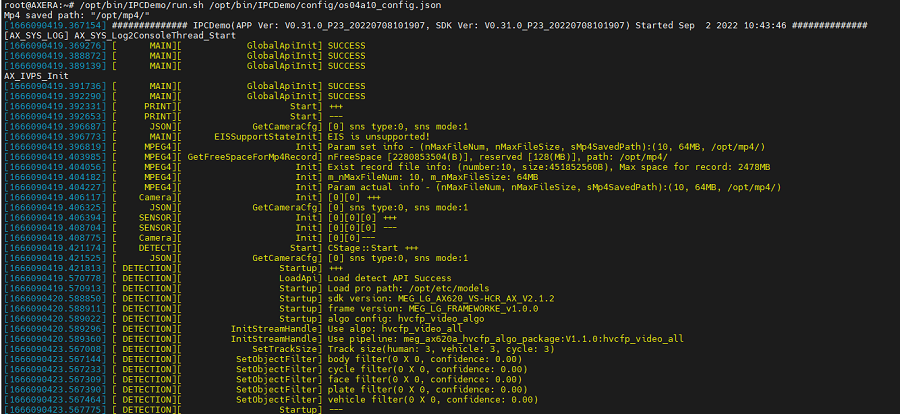 root@AXERA:~# /opt/bin/IPCDemo/run.sh /opt/bin/IPCDemo/config/os04a10_config.json
Mp4 saved path: "/opt/mp4/"
[1666090419.367154] ############## IPCDemo(APP Ver: V0.31.0_P23_20220708101907, SDK Ver: V0.31.0_P23_20220708101907) Started Sep  2 2022 10:43:46 ##############
[AX_SYS_LOG] AX_SYS_Log2ConsoleThread_Start
[1666090419.369276] [ MAIN][ GlobalApiInit] SUCCESS
[1666090419.388872] [ MAIN][ GlobalApiInit] SUCCESS
[1666090419.389139] [ MAIN][ GlobalApiInit] SUCCESS
AX_IVPS_Init
[1666090419.391736] [ MAIN][ GlobalApiInit] SUCCESS
[1666090419.392290] [ MAIN][ GlobalApiInit] SUCCESS
[1666090419.392331] [ PRINT][ Start] +++
[1666090419.392653] [ PRINT][ Start] ---
[1666090419.396687] [ JSON][ GetCameraCfg] [0] sns type:0, sns mode:1
[1666090419.396773] [ MAIN][ EISSupportStateInit] EIS is unsupported!
[1666090419.396819] [ MPEG4][ Init] Param set info - (nMaxFileNum, nMaxFileSize, sMp4SavedPath):(10, 64MB, /opt/mp4/)
[1666090419.403985] [ MPEG4][ GetFreeSpaceForMp4Record] nFreeSpace [2280853504(B)], reserved [128(MB)], path: /opt/mp4/
[1666090419.404056] [ MPEG4][ Init] Exist record file info: (number:10, size:451852560B), Max space for record: 2478MB
[1666090419.404182] [ MPEG4][ Init] m_nMaxFileNum: 10, m_nMaxFileSize: 64MB
[1666090419.404227] [ MPEG4][ Init] Param actual info - (nMaxFileNum, nMaxFileSize, sMp4SavedPath):(10, 64MB, /opt/mp4/)
[1666090419.406117] [ Camera][ Init] [0][0] +++
[1666090419.406325] [ JSON][ GetCameraCfg] [0] sns type:0, sns mode:1
[1666090419.406394] [ SENSOR][ Init] [0][0][0] +++
[1666090419.408704] [ SENSOR][ Init] [0][0][0] ---
[1666090419.408775] [ Camera][ Init] [0][0]---
[1666090419.421174] [ DETECT][ Start] CStage::Start +++
[1666090419.421525] [ JSON][ GetCameraCfg] [0] sns type:0, sns mode:1
[1666090419.421813] [ DETECTION][ Startup] +++
[1666090419.570778] [ DETECTION][ LoadApi] Load detect API Success
[1666090419.570913] [ DETECTION][ Startup] Load pro path: /opt/etc/models
[1666090420.588850] [ DETECTION][ Startup] sdk version: MEG_LG_AX620_VS-HCR_AX_V2.1.2
[1666090420.588911] [ DETECTION][ Startup] frame version: MEG_LG_FRAMEWORKE_v1.0.0
[1666090420.589022] [ DETECTION][ Startup] algo config: hvcfp_video_algo
[1666090420.589296] [ DETECTION][ InitStreamHandle] Use algo: hvcfp_video_all
[1666090420.589360] [ DETECTION][ InitStreamHandle] Use pipeline: meg_ax620a_hvcfp_algo_package:V1.1.0:hvcfp_video_all
[1666090423.567008] [ DETECTION][ SetTrackSize] Track size(human: 3, vehicle: 3, cycle: 3)
[1666090423.567144] [ DETECTION][ SetObjectFilter] body filter(0 X 0, confidence: 0.00)
[1666090423.567233] [ DETECTION][ SetObjectFilter] cycle filter(0 X 0, confidence: 0.00)
[1666090423.567309] [ DETECTION][ SetObjectFilter] face filter(0 X 0, confidence: 0.00)
[1666090423.567390] [ DETECTION][ SetObjectFilter] plate filter(0 X 0, confidence: 0.00)
[1666090423.567464] [ DETECTION][ SetObjectFilter] vehicle filter(0 X 0, confidence: 0.00)
[1666090423.567775] [ DETECTION][ Startup] ---